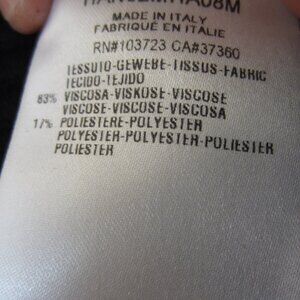 MADE IN ITALY
FABRIQUÉ EN ITALIE
RN#103723 CA#37360
TESSUTO-GEWEBE-TISSUS-FABRIC
TECIDO-TEJIDO
83% VISCOSA-VISKOSE-VISCOSE
VISCOSE-VISCOSE-VISCOSA
17% POLIESTERE-POLYESTER
POLYESTER-POLYESTER-POLIESTER
POLIESTER